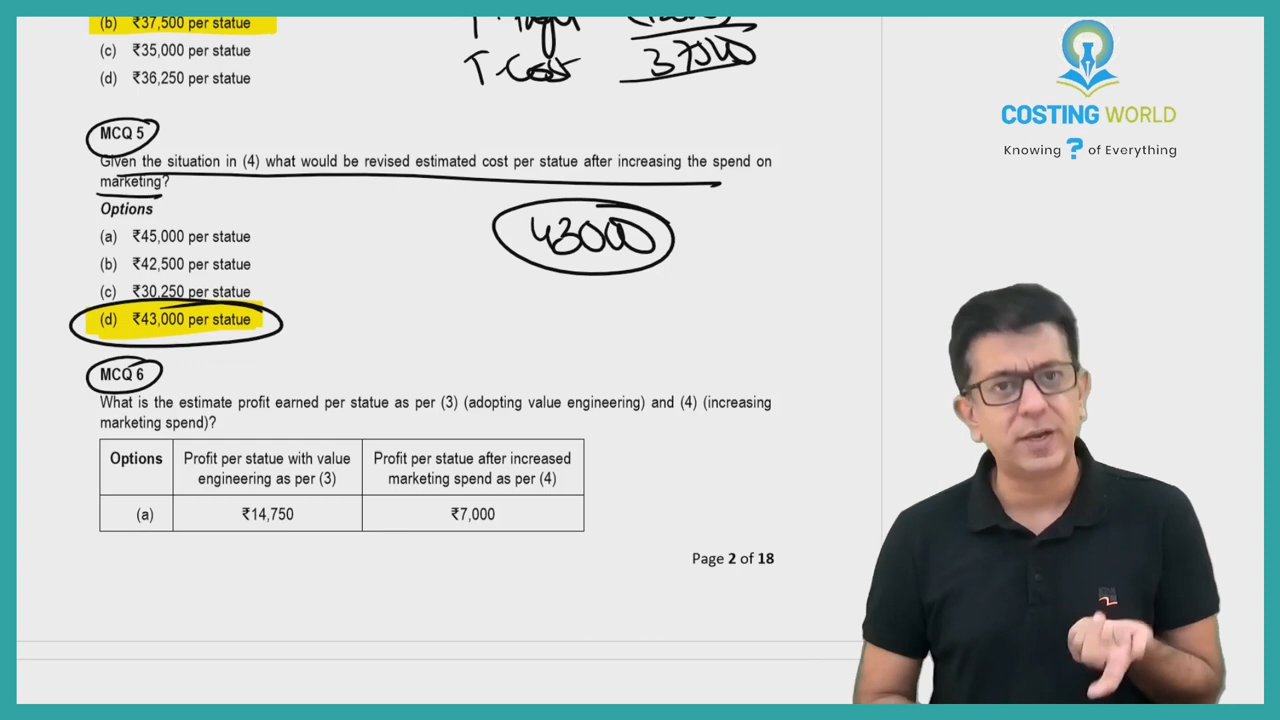 (b) ₹37,500 per statue
(c) ₹35,000 per statue
(d) ₹36,250 per statue
T. Cost
MCQ 5
Given the situation in (4) what would be revised estimated cost per statue after increasing the spend on
marketing?
Options
(a) ₹45,000 per statue
(b) ₹42,500 per statue
(c) ₹30,250 per statue
(d) ₹43,000 per statue
43000
MCQ 6
What is the estimate profit earned per statue as per (3) (adopting value engineering) and (4) (increasing
marketing spend)?
Options
Profit per statue with value
engineering as per (3)
Profit per statue after increased
marketing spend as per (4)
(a)
₹14,750
₹7,000
Page 2 of 18
COSTING WORLD
Knowing ? of Everything